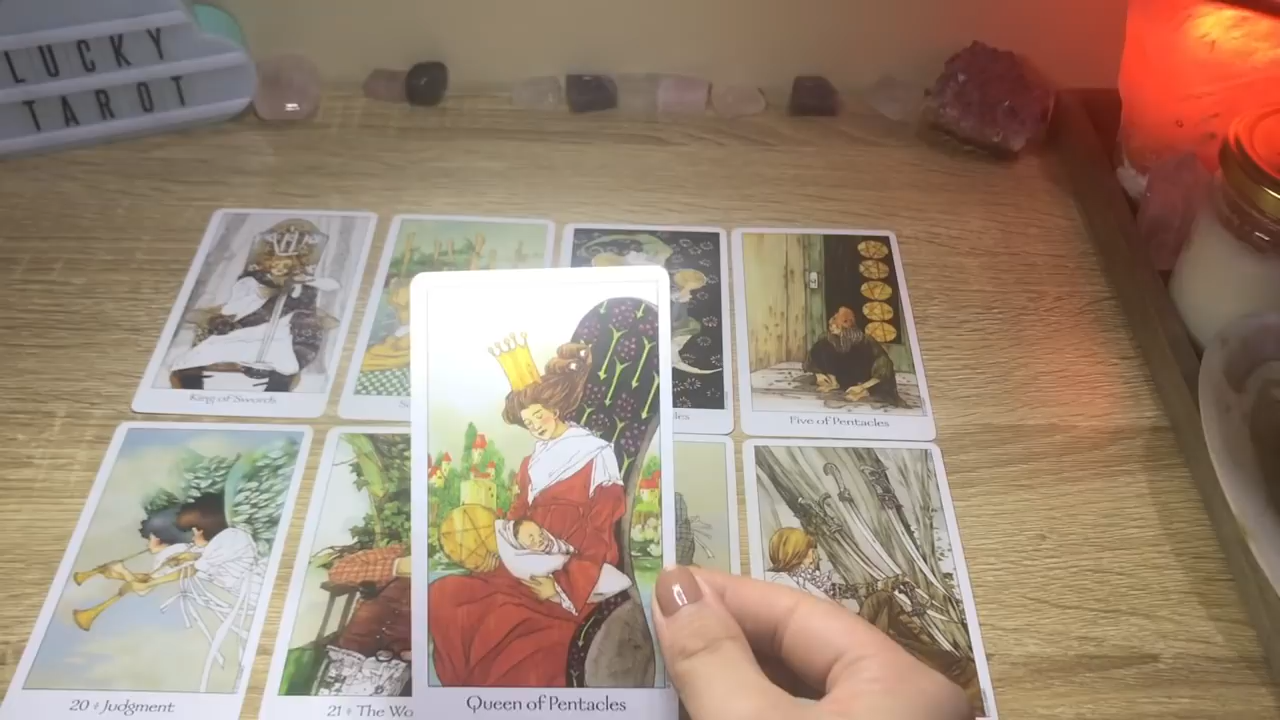 LUCKY
TAROT
King of Swords
Five of Pentacles
20 Judgment
21 The Wo
Queen of Pentacles